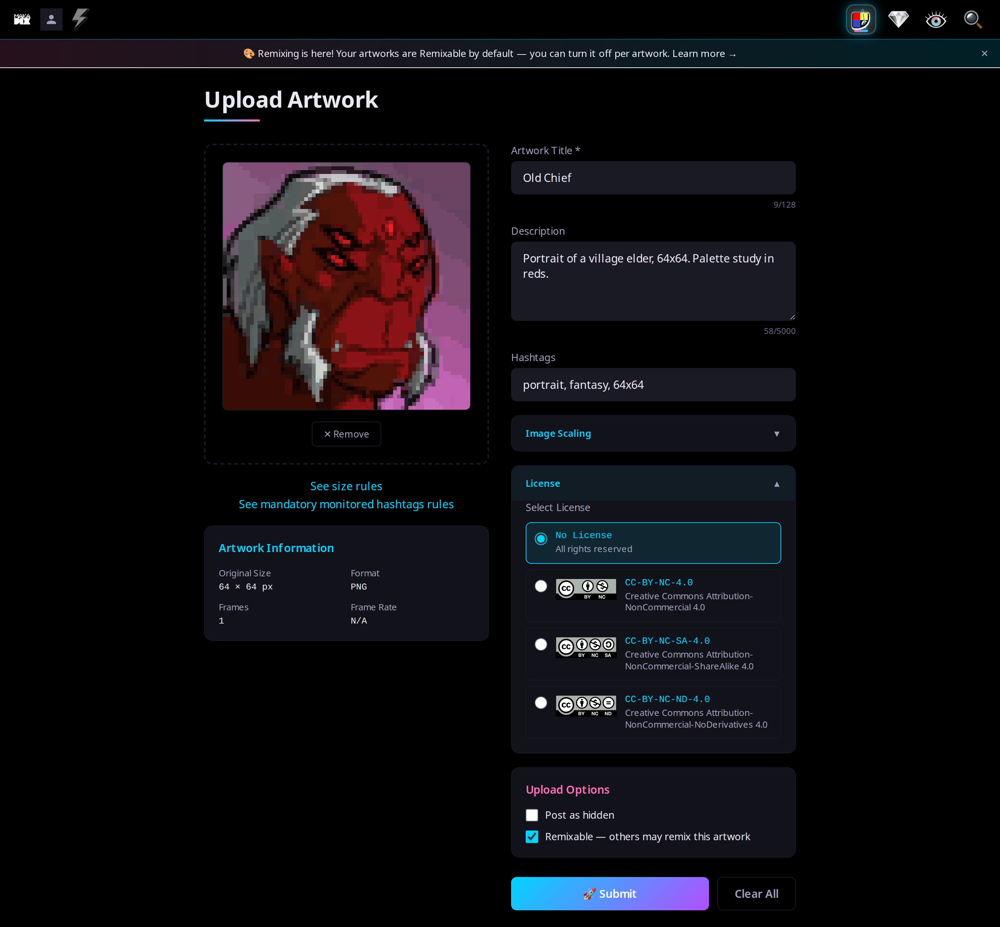 MAKA
PIX
🎨 Remixing is here! Your artworks are Remixable by default — you can turn it off per artwork. Learn more →
✕
Upload Artwork
✕ Remove
See size rules
See mandatory monitored hashtags rules
Artwork Information
Original Size
64 × 64 px
Format
PNG
Frames
1
Frame Rate
N/A
Artwork Title *
Old Chief
9/128
Description
Portrait of a village elder, 64x64. Palette study in
reds.
58/5000
Hashtags
portrait, fantasy, 64x64
Image Scaling ▼
License ▲
Select License
No License
All rights reserved
CC BY NC
CC-BY-NC-4.0
Creative Commons Attribution-
NonCommercial 4.0
CC BY NC SA
CC-BY-NC-SA-4.0
Creative Commons Attribution-
NonCommercial-ShareAlike 4.0
CC BY NC ND
CC-BY-NC-ND-4.0
Creative Commons Attribution-
NonCommercial-NoDerivatives 4.0
Upload Options
Post as hidden
Remixable — others may remix this artwork
🚀 Submit
Clear All